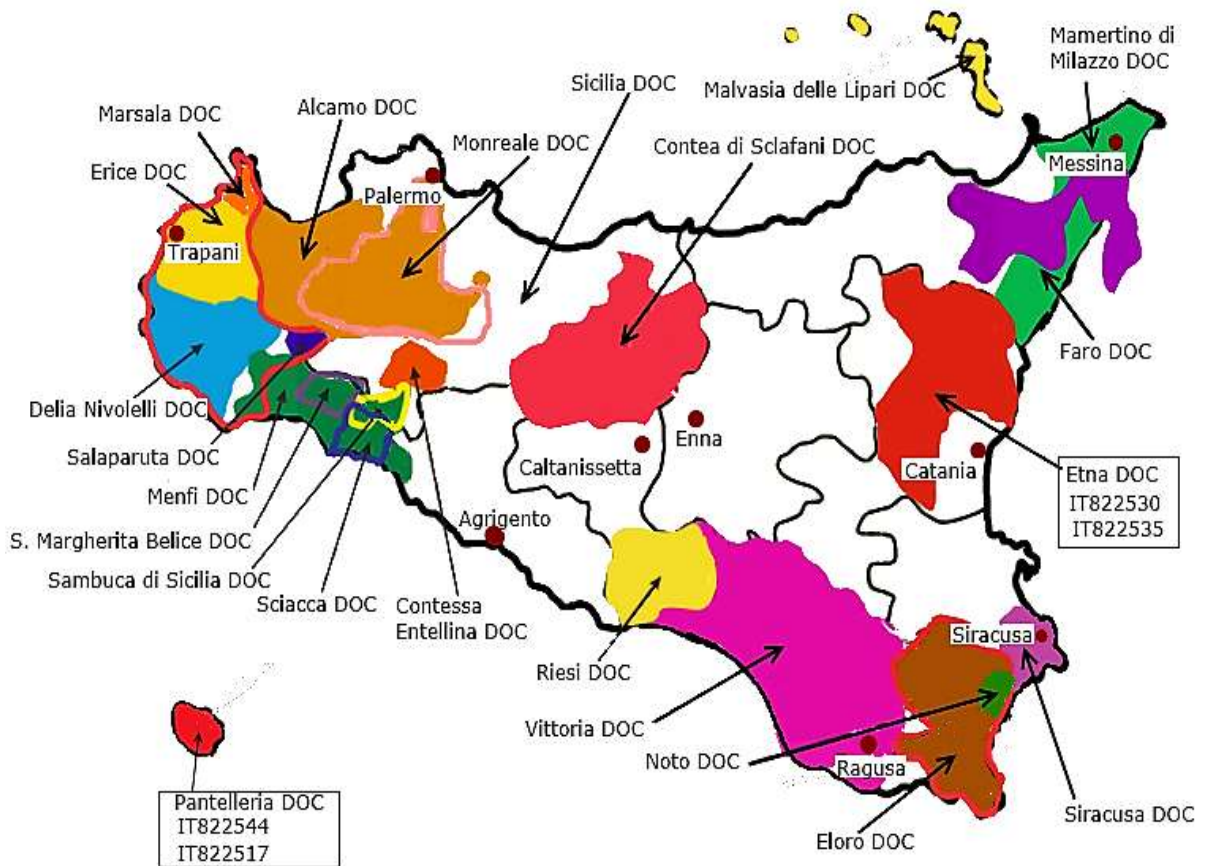 Mamertino di
Milazzo DOC
Sicilia DOC
Malvasia delle Lipari DOC
Alcamo DOC
Marsala DOC
Monreale DOC
Contea di Sclafani DOC
Erice DOC
Messina
Palermo
Trapani
Faro DOC
Delia Nivolelli DOC
Enna
Salaparuta DOC
Caltanissetta
Catania
Etna DOC
IT822530
IT822535
Menfi DOC
Agrigento
S. Margherita Belice DOC
Sambuca di Sicilia DOC
Sciacca DOC
Contessa
Entellina DOC
Siracusa
Riesi DOC
Vittoria DOC
Noto DOC
Ragusa
Siracusa DOC
Eloro DOC
Pantelleria DOC
IT822544
IT822517